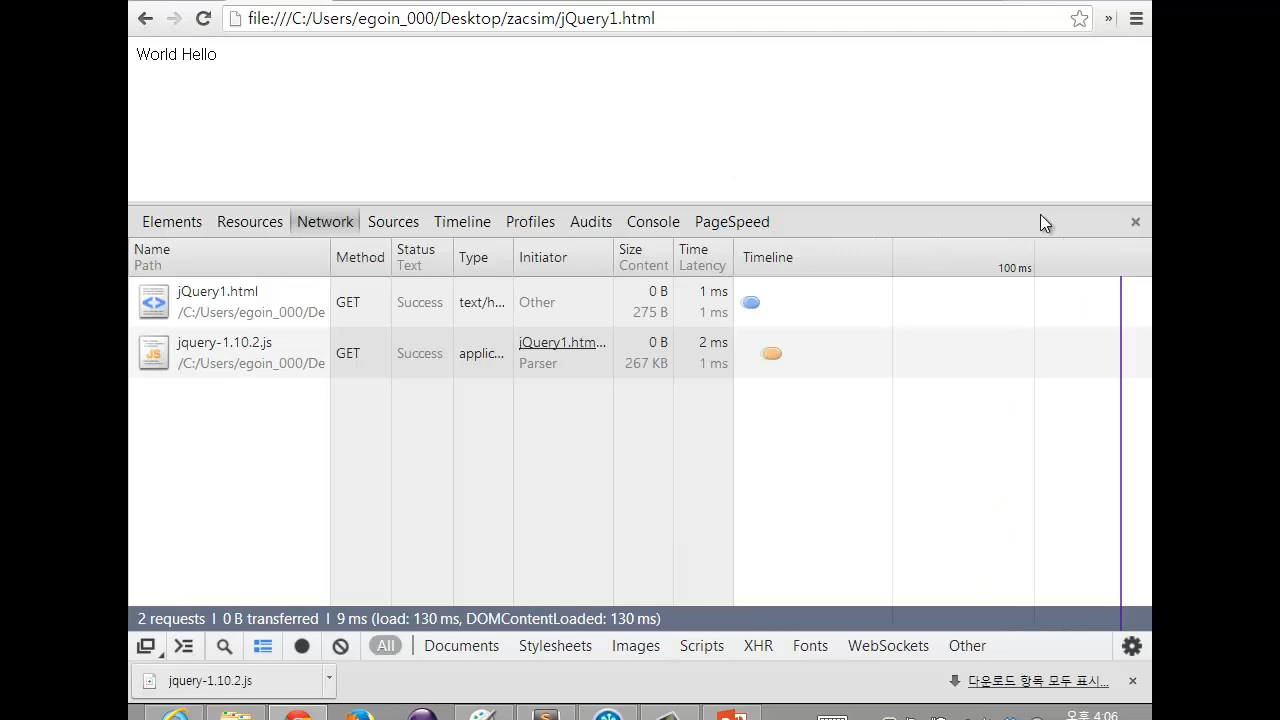 file:///C:/Users/egoin_000/Desktop/zacsim/jQuery1.html
»
World Hello
Elements Resources Network Sources Timeline Profiles Audits Console PageSpeed
Name Path Method Status Text Type Initiator Size Content Time Latency Timeline 100 ms
jQuery1.html /C:/Users/egoin_000/De GET Success text/h... Other 0 B 275 B 1 ms 1 ms
jquery-1.10.2.js /C:/Users/egoin_000/De GET Success applic... jQuery1.htm... Parser 0 B 267 KB 2 ms 1 ms
2 requests | 0 B transferred | 9 ms (load: 130 ms, DOMContentLoaded: 130 ms)
All Documents Stylesheets Images Scripts XHR Fonts WebSockets Other
jquery-1.10.2.js 다운로드 항목 모두 표시...
오후 4:06